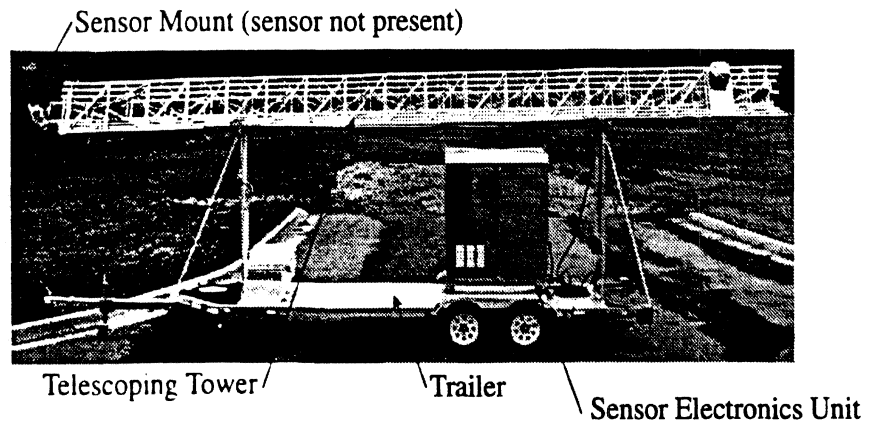 Sensor Mount (sensor not present)
Telescoping Tower
Trailer
Sensor Electronics Unit